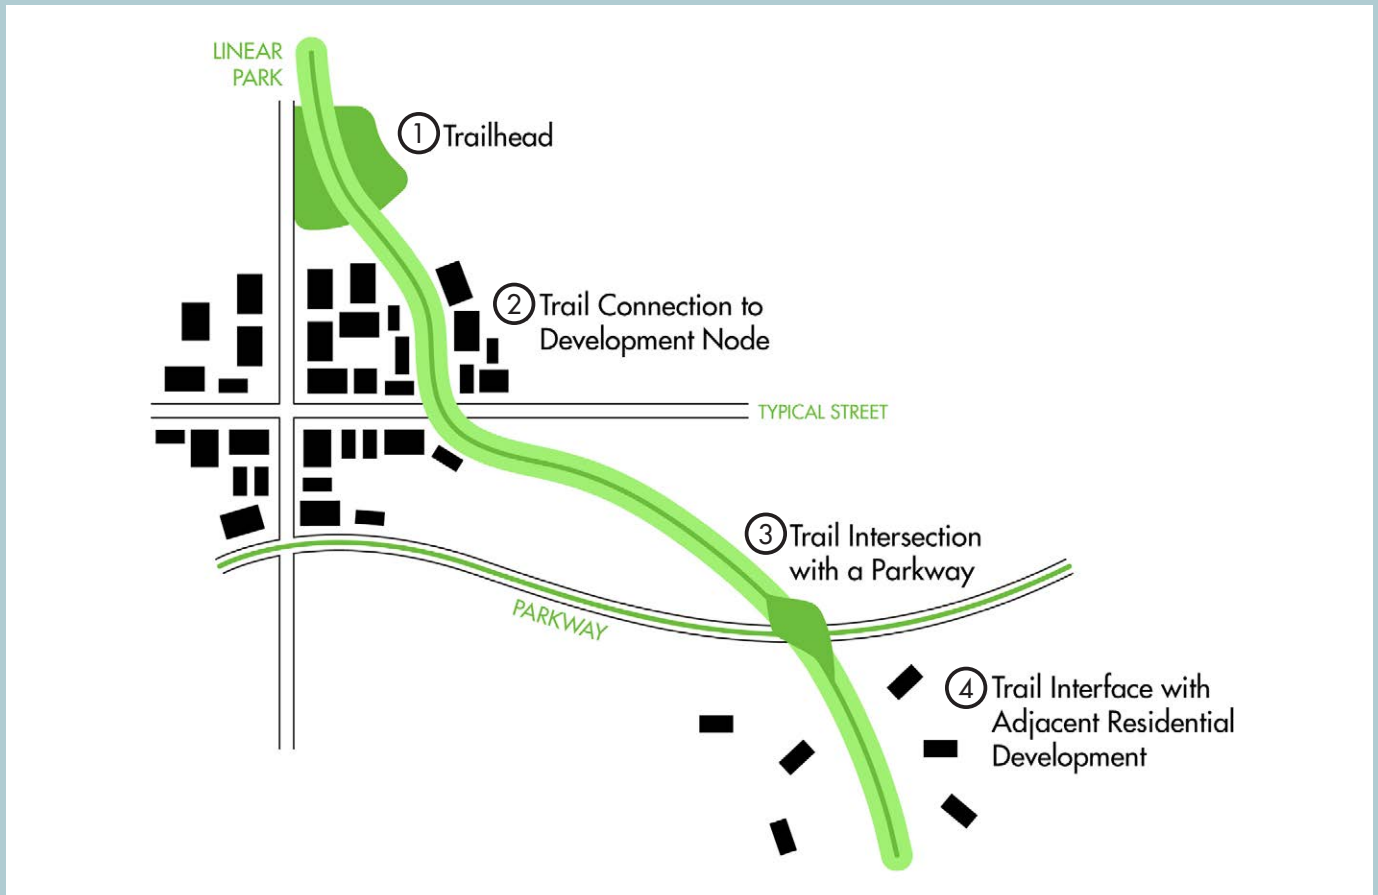 LINEAR
PARK
1 Trailhead
2 Trail Connection to
Development Node
TYPICAL STREET
3 Trail Intersection
with a Parkway
PARKWAY
4 Trail Interface with
Adjacent Residential
Development